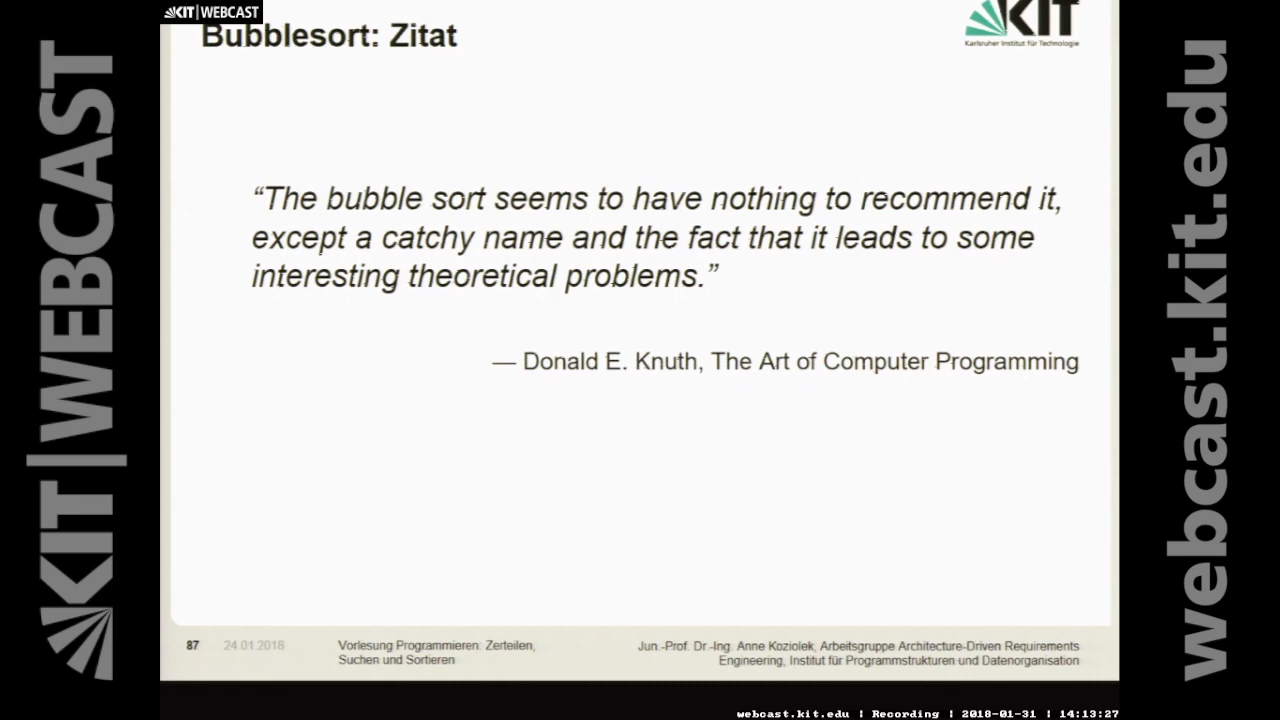 KIT|WEBCAST
Bubblesort: Zitat
KIT
Karlsruher Institut für Technologie
“The bubble sort seems to have nothing to recommend it,
except a catchy name and the fact that it leads to some
interesting theoretical problems.”
— Donald E. Knuth, The Art of Computer Programming
87
24.01.2018
Vorlesung Programmieren: Zerteilen,
Suchen und Sortieren
Jun.-Prof. Dr.-Ing. Anne Koziolek, Arbeitsgruppe Architecture-Driven Requirements
Engineering, Institut für Programmstrukturen und Datenorganisation
KIT|WEBCAST
webcast.kit.edu
webcast.kit.edu | Recording | 2018-01-31 | 14:13:27